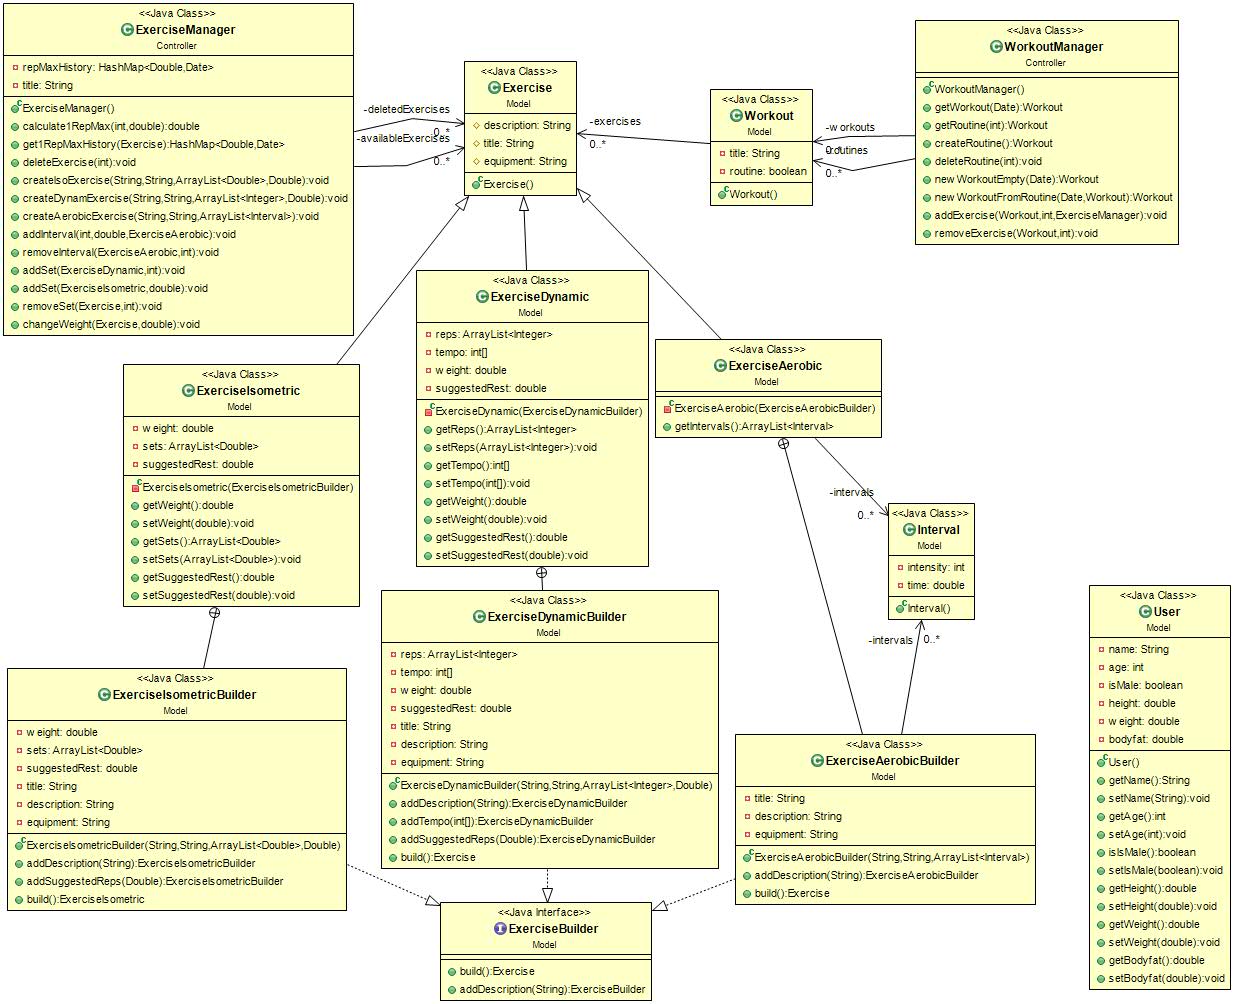 <<Java Class>>
ExerciseManager
Controller
repMaxHistory: HashMap<Double,Date>
title: String
ExerciseManager()
calculate1RepMax(int,double):double
get1RepMaxHistory(Exercise):HashMap<Double,Date>
deleteExercise(int):void
createIsoExercise(String,String,ArrayList<Double>,Double):void
createDynamExercise(String,String,ArrayList<Integer>,Double):void
createAerobicExercise(String,String,ArrayList<Interval>):void
addInterval(int,double,ExerciseAerobic):void
removeInterval(ExerciseAerobic,int):void
addSet(ExerciseDynamic,int):void
addSet(ExerciseIsometric,double):void
removeSet(Exercise,int):void
changeWeight(Exercise,double):void
-deletedExercises
0..*
-availableExercises
0..*
<<Java Class>>
Exercise
Model
description: String
title: String
equipment: String
Exercise()
-exercises
0..*
<<Java Class>>
Workout
Model
title: String
routine: boolean
Workout()
-workouts
0..*
-routines
0..*
<<Java Class>>
WorkoutManager
Controller
WorkoutManager()
getWorkout(Date):Workout
getRoutine(int):Workout
createRoutine():Workout
deleteRoutine(int):void
newWorkoutEmpty(Date):Workout
newWorkoutFromRoutine(Date,Workout):Workout
addExercise(Workout,int,ExerciseManager):void
removeExercise(Workout,int):void
<<Java Class>>
ExerciseIsometric
Model
weight: double
sets: ArrayList<Double>
suggestedRest: double
ExerciseIsometric(ExerciseIsometricBuilder)
getWeight():double
setWeight(double):void
getSets():ArrayList<Double>
setSets(ArrayList<Double>):void
getSuggestedRest():double
setSuggestedRest(double):void
<<Java Class>>
ExerciseDynamic
Model
reps: ArrayList<Integer>
tempo: int[]
weight: double
suggestedRest: double
ExerciseDynamic(ExerciseDynamicBuilder)
getReps():ArrayList<Integer>
setReps(ArrayList<Integer>):void
getTempo():int[]
setTempo(int[]):void
getWeight():double
setWeight(double):void
getSuggestedRest():double
setSuggestedRest(double):void
<<Java Class>>
ExerciseAerobic
Model
ExerciseAerobic(ExerciseAerobicBuilder)
getIntervals():ArrayList<Interval>
-intervals
0..*
<<Java Class>>
Interval
Model
intensity: int
time: double
Interval()
-intervals
0..*
<<Java Class>>
ExerciseIsometricBuilder
Model
weight: double
sets: ArrayList<Double>
suggestedRest: double
title: String
description: String
equipment: String
ExerciseIsometricBuilder(String,String,ArrayList<Double>,Double)
addDescription(String):ExerciseIsometricBuilder
addSuggestedReps(Double):ExerciseIsometricBuilder
build():ExerciseIsometric
<<Java Class>>
ExerciseDynamicBuilder
Model
reps: ArrayList<Integer>
tempo: int[]
weight: double
suggestedRest: double
title: String
description: String
equipment: String
ExerciseDynamicBuilder(String,String,ArrayList<Integer>,Double)
addDescription(String):ExerciseDynamicBuilder
addTempo(int[]):ExerciseDynamicBuilder
addSuggestedReps(Double):ExerciseDynamicBuilder
build():Exercise
<<Java Class>>
ExerciseAerobicBuilder
Model
title: String
description: String
equipment: String
ExerciseAerobicBuilder(String,String,ArrayList<Interval>)
addDescription(String):ExerciseAerobicBuilder
build():Exercise
<<Java Interface>>
ExerciseBuilder
Model
build():Exercise
addDescription(String):ExerciseBuilder
<<Java Class>>
User
Model
name: String
age: int
isMale: boolean
height: double
weight: double
bodyfat: double
User()
getName():String
setName(String):void
getAge():int
setAge(int):void
isIsMale():boolean
setIsMale(boolean):void
getHeight():double
setHeight(double):void
getWeight():double
setWeight(double):void
getBodyfat():double
setBodyfat(double):void